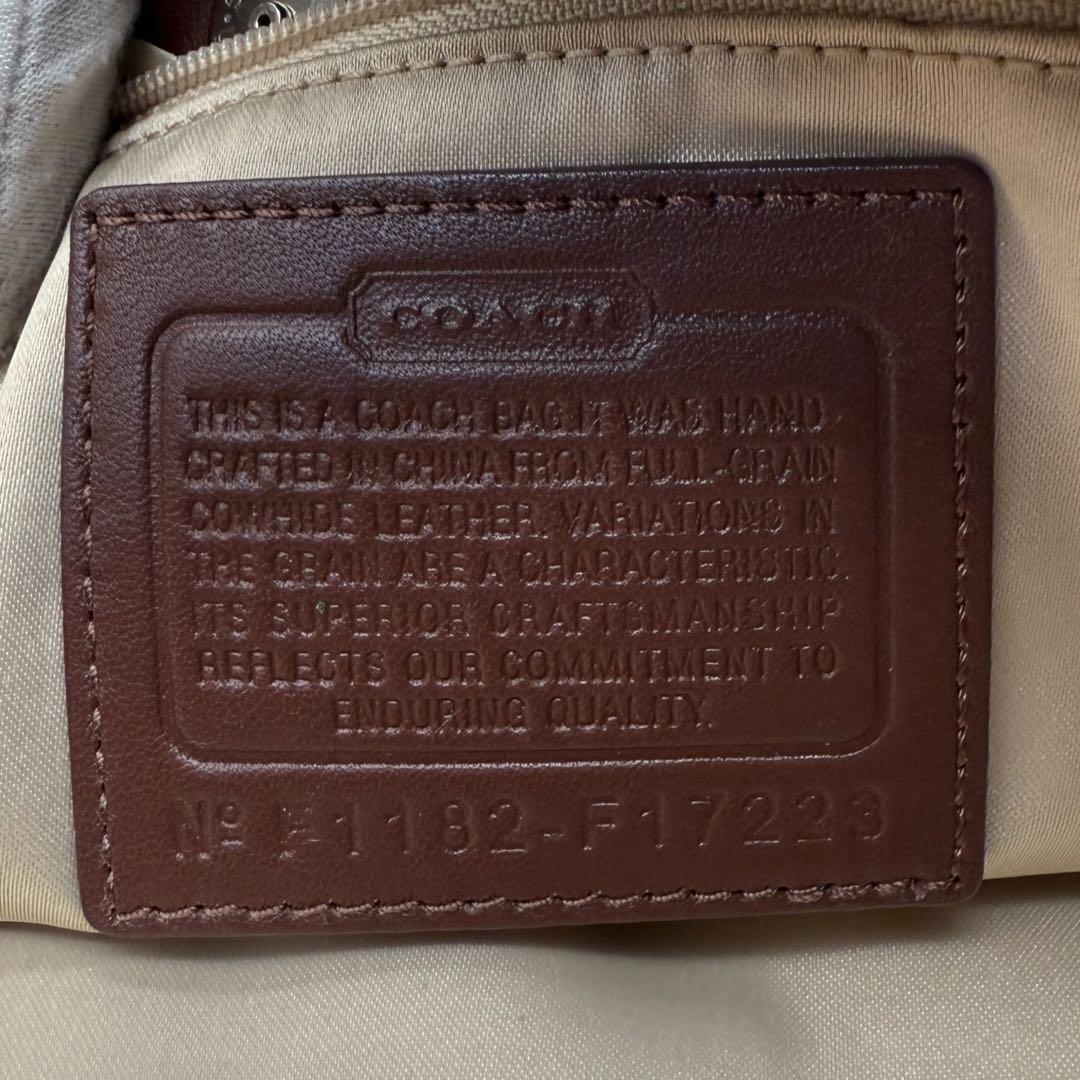 COACH
THIS IS A COACH BAG. IT WAS HAND
CRAFTED IN CHINA FROM FULL-GRAIN
COWHIDE LEATHER. VARIATIONS IN
THE GRAIN ARE A CHARACTERISTIC.
ITS SUPERIOR CRAFTSMANSHIP
REFLECTS OUR COMMITMENT TO
ENDURING QUALITY.
Nº F1182-F17223